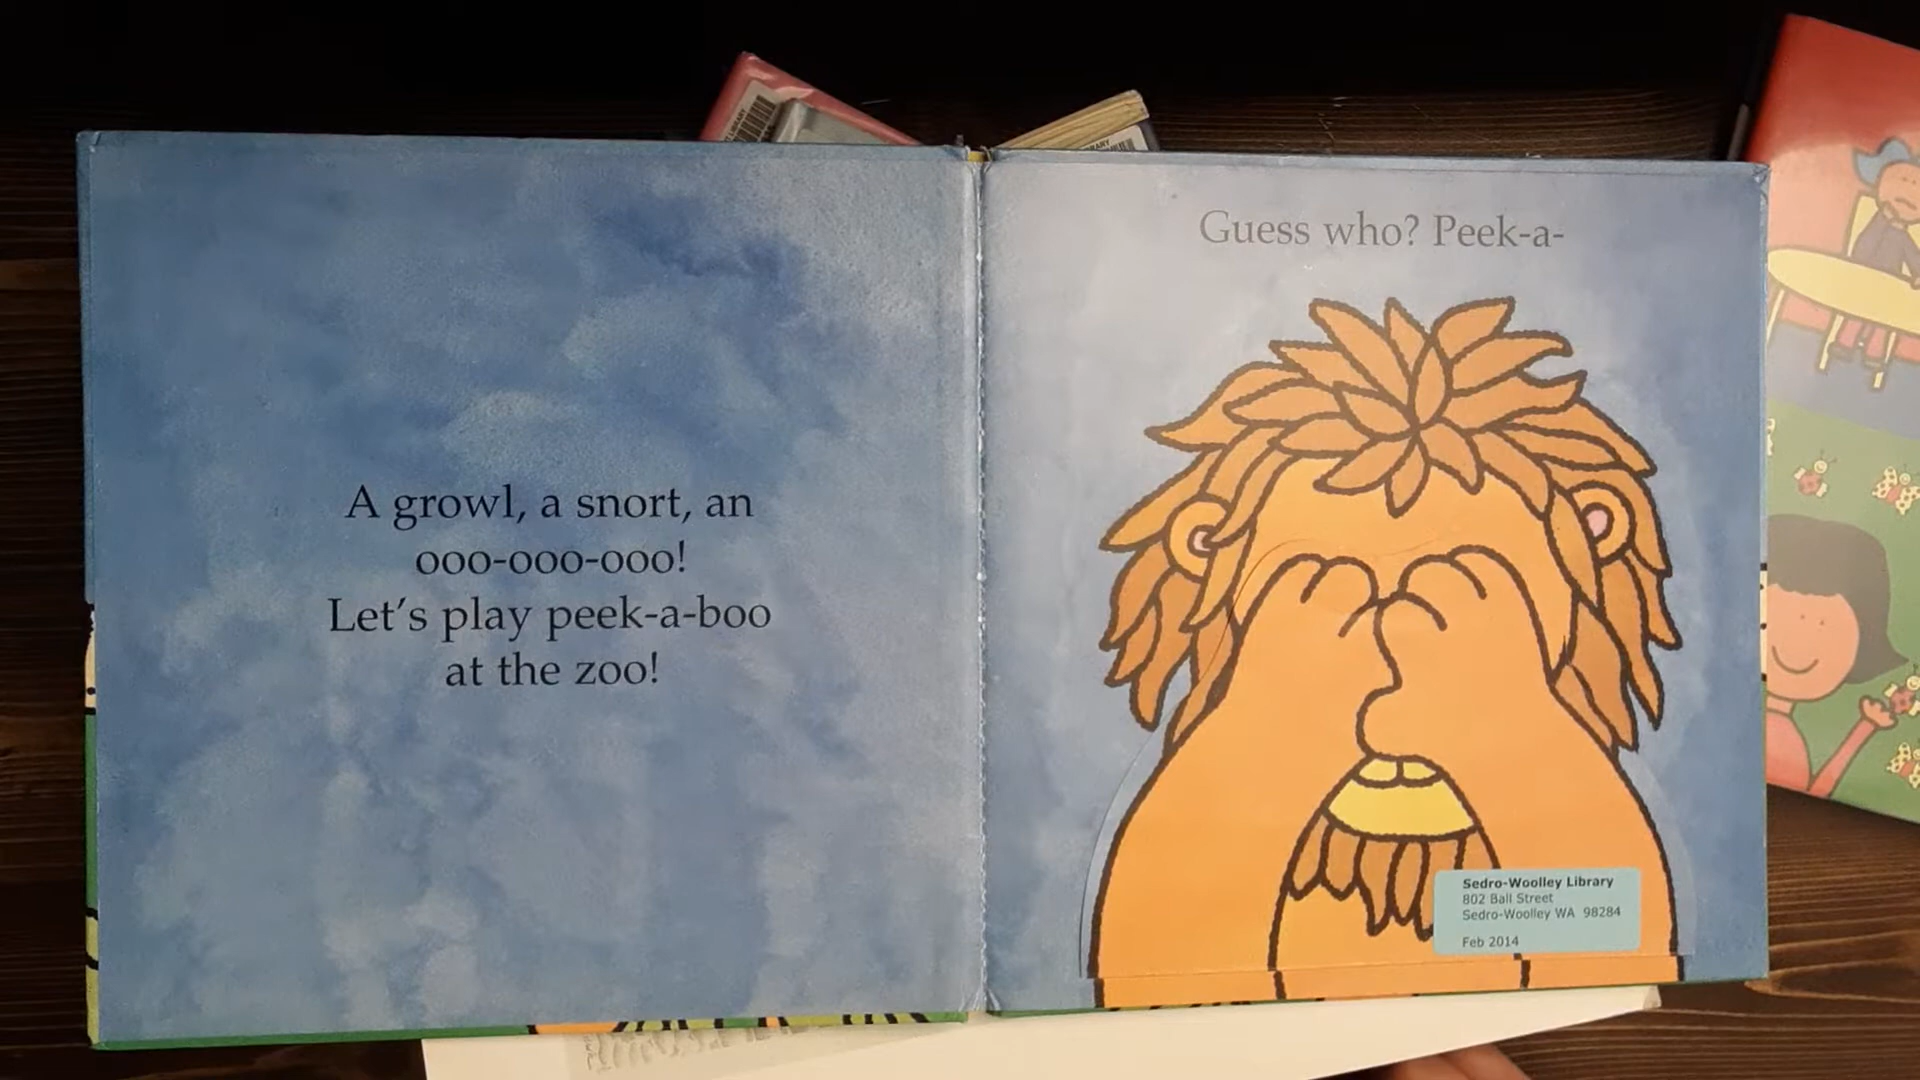 A growl, a snort, an
ooo-ooo-ooo!
Let's play peek-a-boo
at the zoo!
Guess who? Peek-a-
Sedro-Woolley Library
802 Ball Street
Sedro-Woolley WA 98284
Feb 2014
LIBRARY